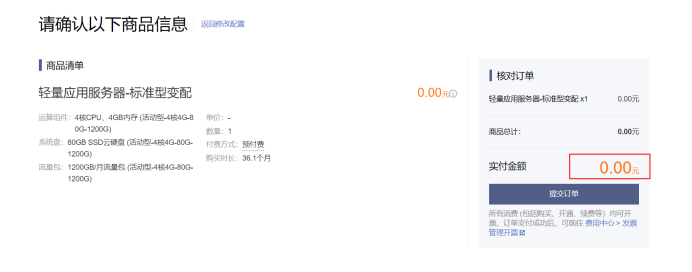 请确认以下商品信息 返回修改配置
商品清单
轻量应用服务器-标准型变配 0.00元
运算组件: 4核CPU、4GB内存 (活动型-4核4G-8
0G-1200G)
系统盘: 80GB SSD云硬盘 (活动型-4核4G-80G-
1200G)
流量包: 1200GB/月流量包 (活动型-4核4G-80G-
1200G)
单价: -
数量: 1
付费方式: 预付费
购买时长: 36.1个月
核对订单
轻量应用服务器-标准型变配 x1 0.00元
商品总计: 0.00元
实付金额 0.00元
提交订单
所有消费 (包括购买、开通、续费等) 均可开
票，订单支付成功后，可前往 费用中心 > 发票
管理开票